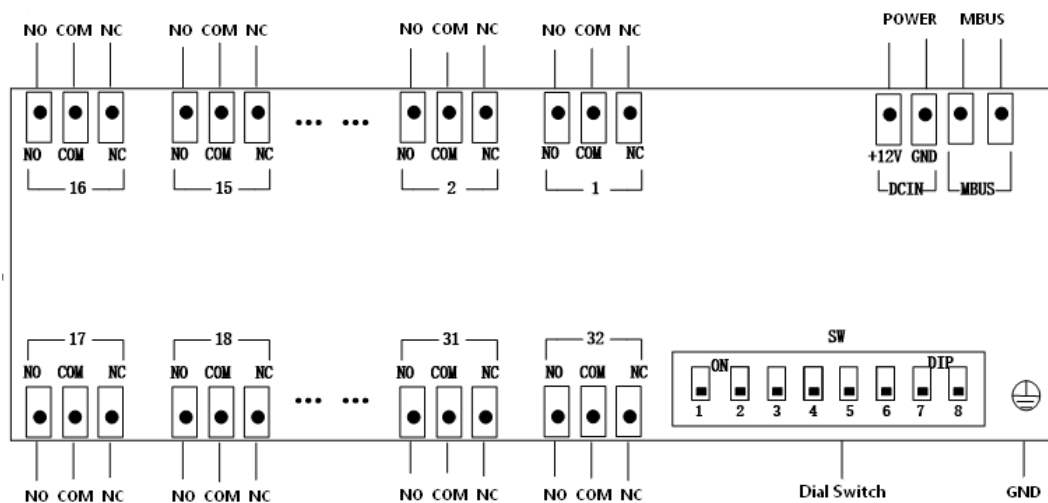 POWER MBUS
NO COM NC NO COM NC NO COM NC NO COM NC
••• ••• 
NO COM NC NO COM NC NO COM NC NO COM NC +12V GND
16 15 2 1 DCIN MBUS
17 18 31 32 SW
NO COM NC NO COM NC NO COM NC NO COM NC ON DIP
••• •••
1 2 3 4 5 6 7 8
NO COM NC NO COM NC NO COM NC NO COM NC Dial Switch GND